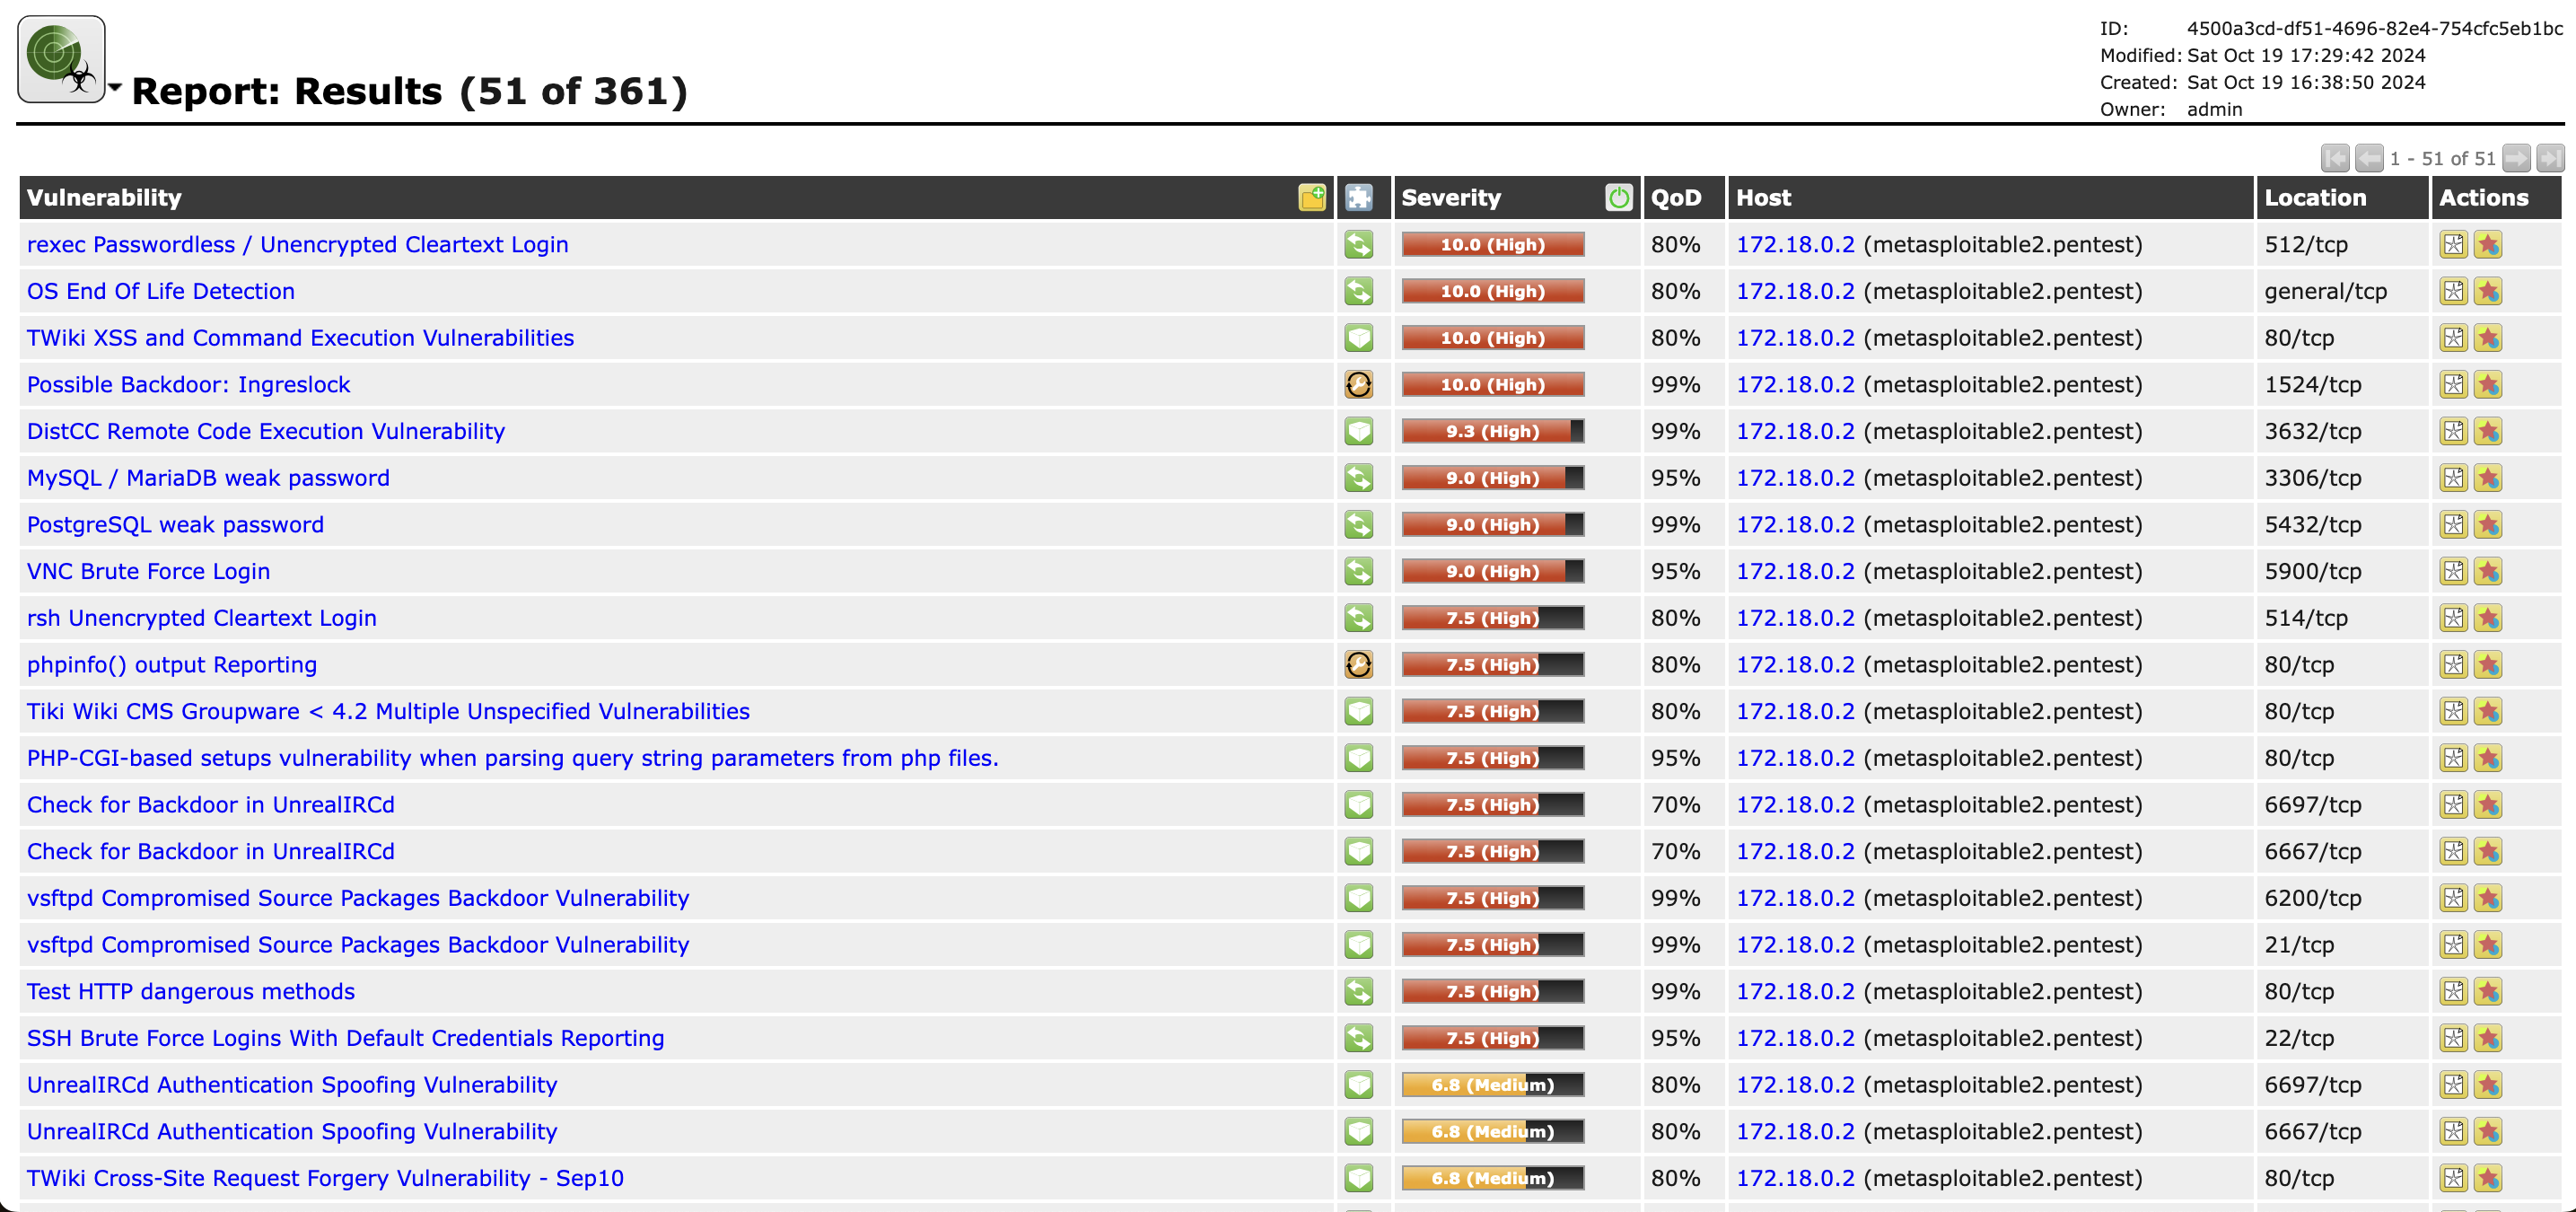 Report: Results (51 of 361)
ID: 4500a3cd-df51-4696-82e4-754cfc5eb1bc
Modified: Sat Oct 19 17:29:42 2024
Created: Sat Oct 19 16:38:50 2024
Owner: admin
1 - 51 of 51
Vulnerability Severity QoD Host Location Actions
rexec Passwordless / Unencrypted Cleartext Login 10.0 (High) 80% 172.18.0.2 (metasploitable2.pentest) 512/tcp
OS End Of Life Detection 10.0 (High) 80% 172.18.0.2 (metasploitable2.pentest) general/tcp
TWiki XSS and Command Execution Vulnerabilities 10.0 (High) 80% 172.18.0.2 (metasploitable2.pentest) 80/tcp
Possible Backdoor: Ingreslock 10.0 (High) 99% 172.18.0.2 (metasploitable2.pentest) 1524/tcp
DistCC Remote Code Execution Vulnerability 9.3 (High) 99% 172.18.0.2 (metasploitable2.pentest) 3632/tcp
MySQL / MariaDB weak password 9.0 (High) 95% 172.18.0.2 (metasploitable2.pentest) 3306/tcp
PostgreSQL weak password 9.0 (High) 99% 172.18.0.2 (metasploitable2.pentest) 5432/tcp
VNC Brute Force Login 9.0 (High) 95% 172.18.0.2 (metasploitable2.pentest) 5900/tcp
rsh Unencrypted Cleartext Login 7.5 (High) 80% 172.18.0.2 (metasploitable2.pentest) 514/tcp
phpinfo() output Reporting 7.5 (High) 80% 172.18.0.2 (metasploitable2.pentest) 80/tcp
Tiki Wiki CMS Groupware < 4.2 Multiple Unspecified Vulnerabilities 7.5 (High) 80% 172.18.0.2 (metasploitable2.pentest) 80/tcp
PHP-CGI-based setups vulnerability when parsing query string parameters from php files. 7.5 (High) 95% 172.18.0.2 (metasploitable2.pentest) 80/tcp
Check for Backdoor in UnrealIRCd 7.5 (High) 70% 172.18.0.2 (metasploitable2.pentest) 6697/tcp
Check for Backdoor in UnrealIRCd 7.5 (High) 70% 172.18.0.2 (metasploitable2.pentest) 6667/tcp
vsftpd Compromised Source Packages Backdoor Vulnerability 7.5 (High) 99% 172.18.0.2 (metasploitable2.pentest) 6200/tcp
vsftpd Compromised Source Packages Backdoor Vulnerability 7.5 (High) 99% 172.18.0.2 (metasploitable2.pentest) 21/tcp
Test HTTP dangerous methods 7.5 (High) 99% 172.18.0.2 (metasploitable2.pentest) 80/tcp
SSH Brute Force Logins With Default Credentials Reporting 7.5 (High) 95% 172.18.0.2 (metasploitable2.pentest) 22/tcp
UnrealIRCd Authentication Spoofing Vulnerability 6.8 (Medium) 80% 172.18.0.2 (metasploitable2.pentest) 6697/tcp
UnrealIRCd Authentication Spoofing Vulnerability 6.8 (Medium) 80% 172.18.0.2 (metasploitable2.pentest) 6667/tcp
TWiki Cross-Site Request Forgery Vulnerability - Sep10 6.8 (Medium) 80% 172.18.0.2 (metasploitable2.pentest) 80/tcp